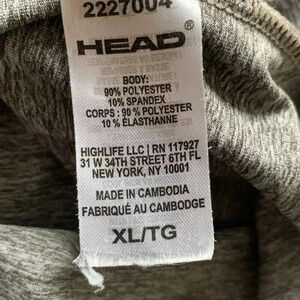 2227004
HEAD®
BODY:
90% POLYESTER
10% SPANDEX
CORPS : 90% POLYESTER
10% ÉLASTHANNE
HIGHLIFE LLC | RN 117927
31 W 34TH STREET 6TH FL
NEW YORK, NY 10001
MADE IN CAMBODIA
FABRIQUÉ AU CAMBODGE
XL/TG